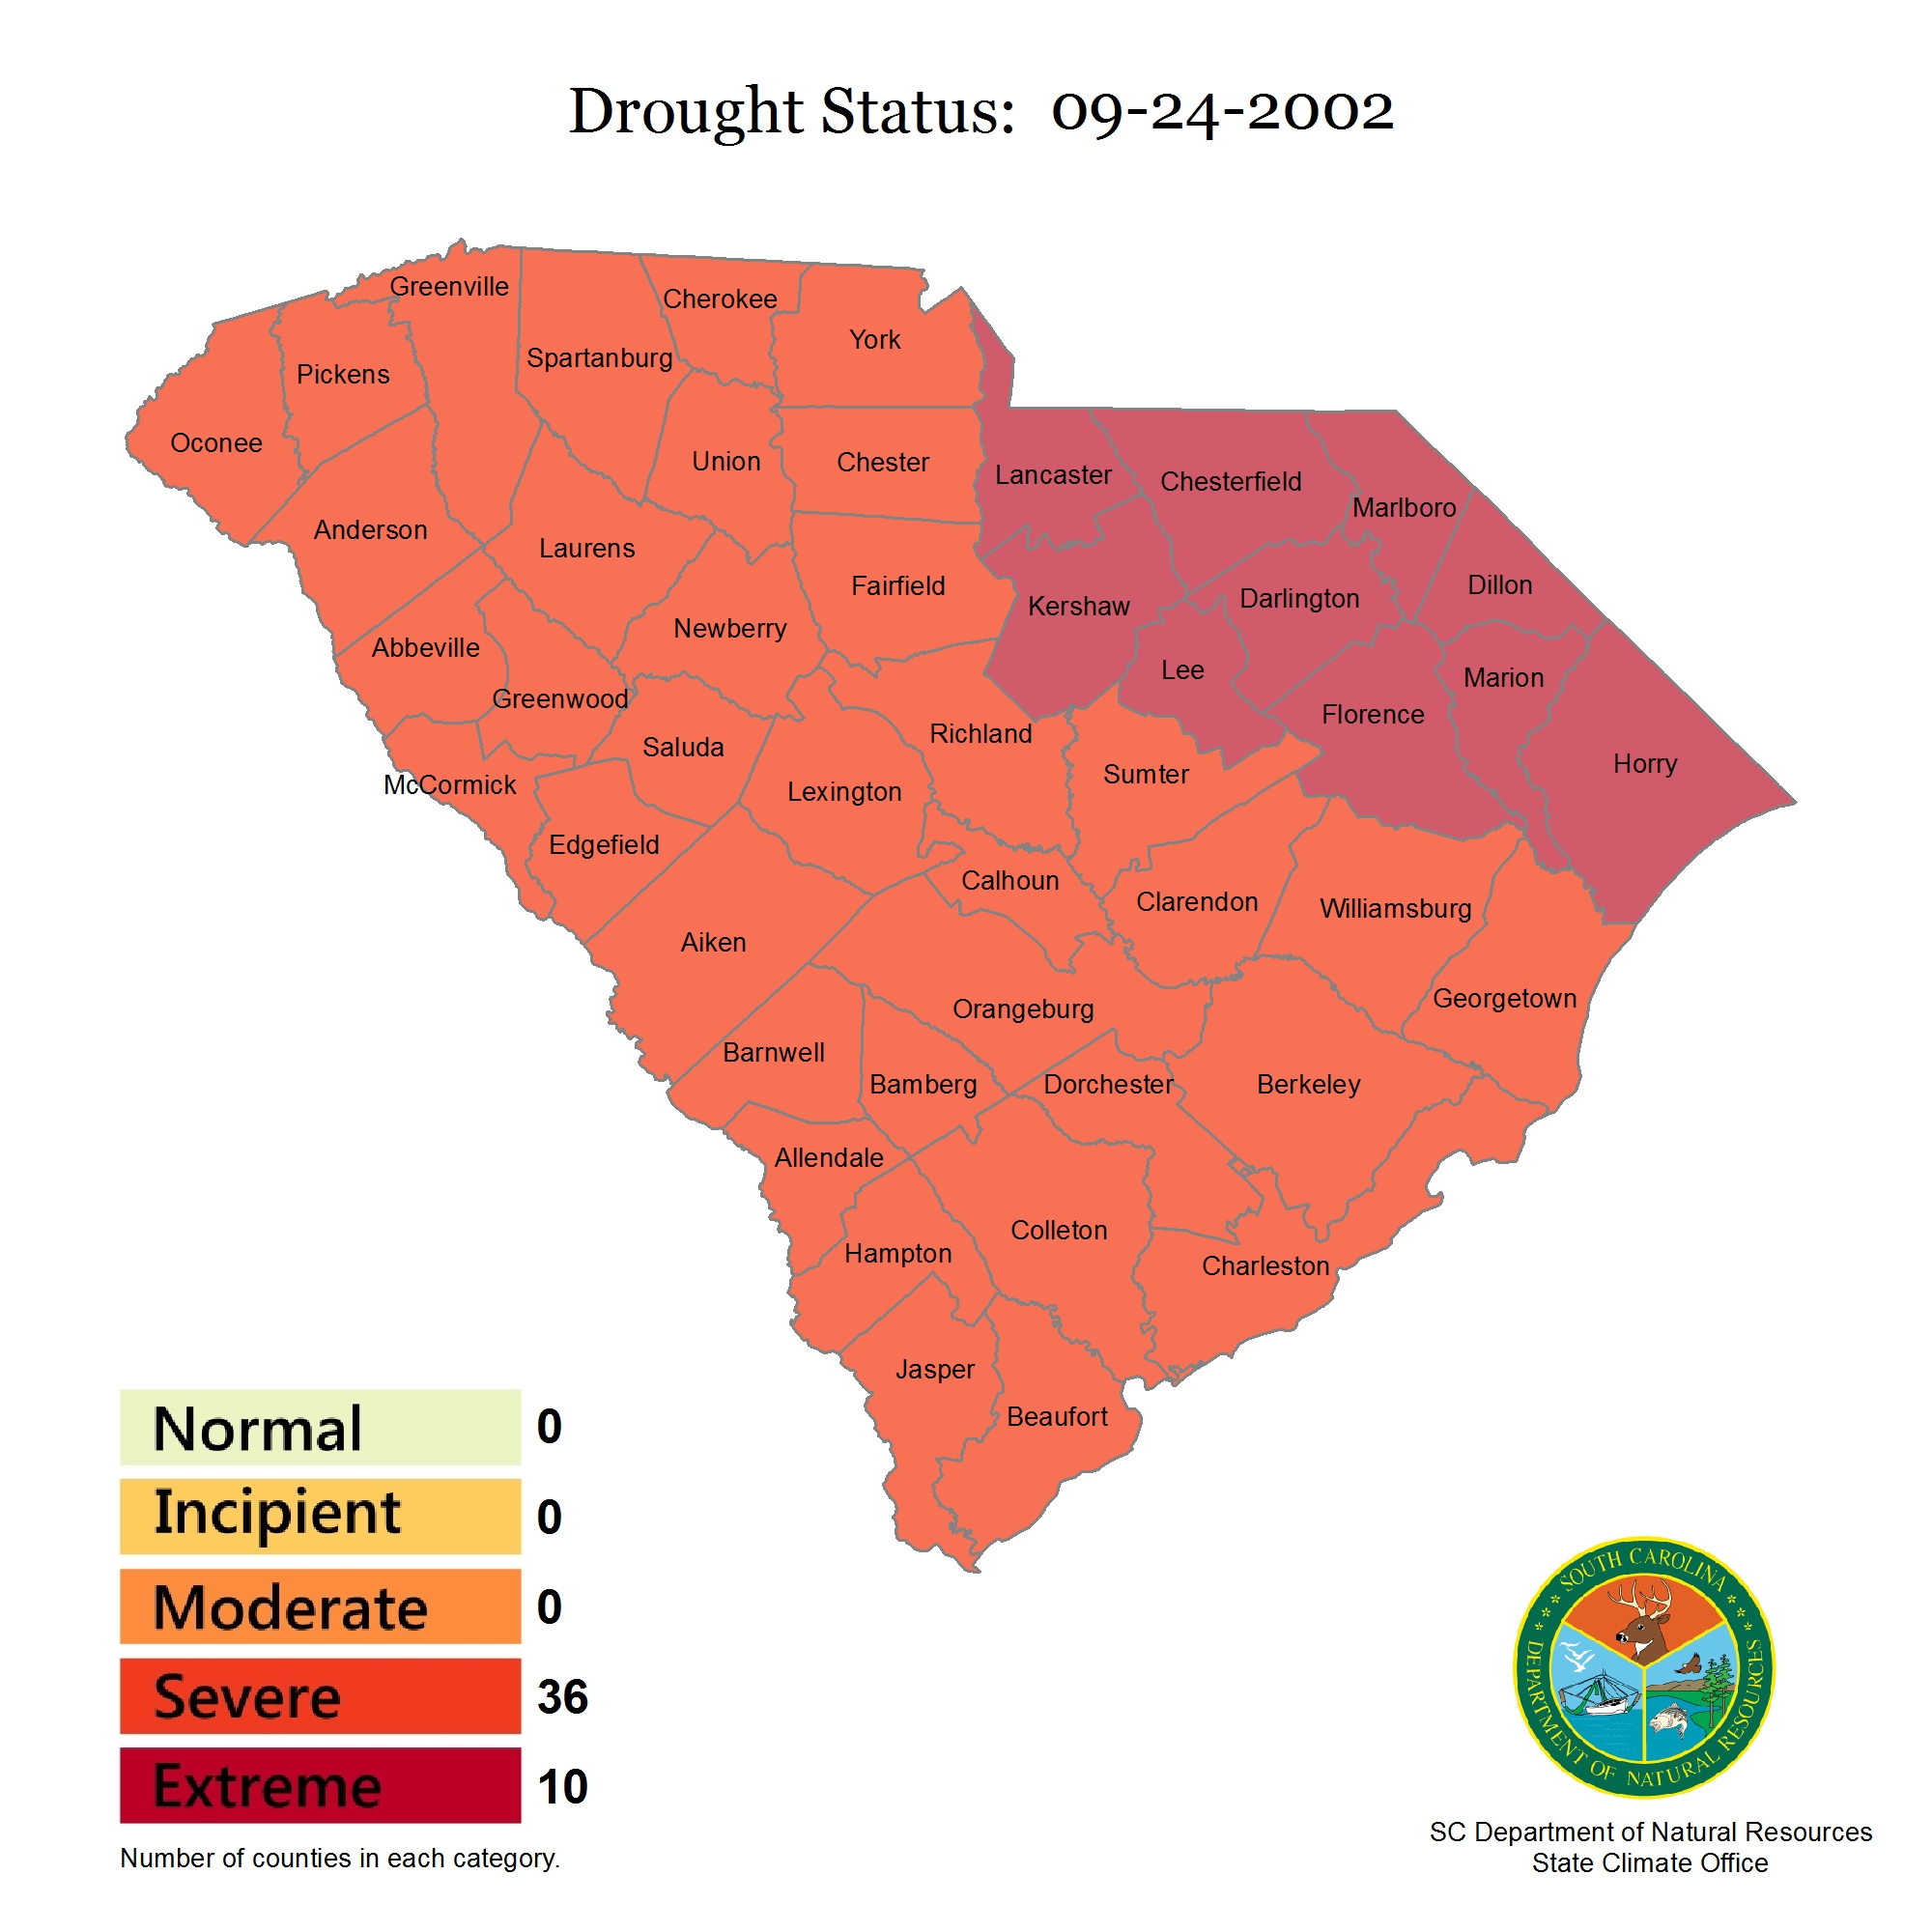 Drought Status: 09-24-2002
Greenville
Cherokee
York
Spartanburg
Pickens
Oconee
Union
Chester
Lancaster
Chesterfield
Marlboro
Anderson
Laurens
Fairfield
Kershaw
Darlington
Dillon
Newberry
Abbeville
Lee
Marion
Greenwood
Florence
Richland
Saluda
Horry
Sumter
McCormick
Lexington
Edgefield
Calhoun
Clarendon
Williamsburg
Aiken
Georgetown
Orangeburg
Barnwell
Bamberg
Dorchester
Berkeley
Allendale
Colleton
Hampton
Charleston
Jasper
Beaufort
Normal 0
Incipient 0
Moderate 0
Severe 36
Extreme 10
Number of counties in each category.
SOUTH CAROLINA
DEPARTMENT OF NATURAL RESOURCES
SC Department of Natural Resources
State Climate Office